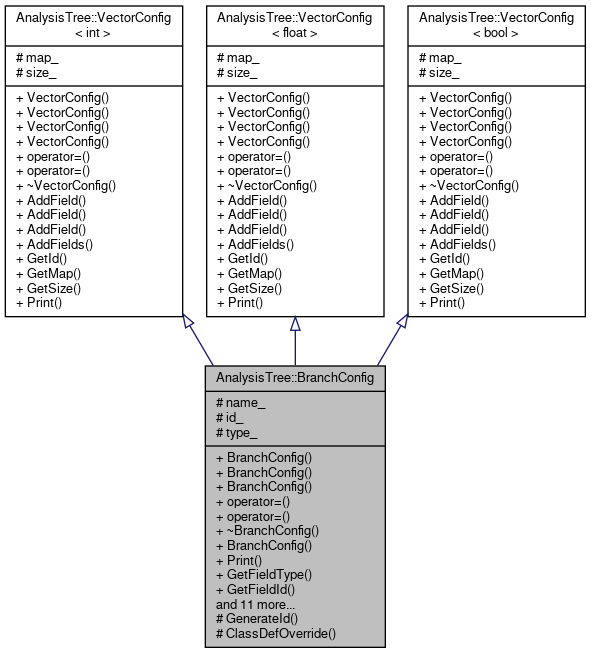 AnalysisTree::VectorConfig
< int >
# map_
# size_
+ VectorConfig()
+ VectorConfig()
+ VectorConfig()
+ VectorConfig()
+ operator=()
+ operator=()
+ ~VectorConfig()
+ AddField()
+ AddField()
+ AddField()
+ AddFields()
+ GetId()
+ GetMap()
+ GetSize()
+ Print()
AnalysisTree::VectorConfig
< float >
# map_
# size_
+ VectorConfig()
+ VectorConfig()
+ VectorConfig()
+ VectorConfig()
+ operator=()
+ operator=()
+ ~VectorConfig()
+ AddField()
+ AddField()
+ AddField()
+ AddFields()
+ GetId()
+ GetMap()
+ GetSize()
+ Print()
AnalysisTree::VectorConfig
< bool >
# map_
# size_
+ VectorConfig()
+ VectorConfig()
+ VectorConfig()
+ VectorConfig()
+ operator=()
+ operator=()
+ ~VectorConfig()
+ AddField()
+ AddField()
+ AddField()
+ AddFields()
+ GetId()
+ GetMap()
+ GetSize()
+ Print()
AnalysisTree::BranchConfig
# name_
# id_
# type_
+ BranchConfig()
+ BranchConfig()
+ BranchConfig()
+ operator=()
+ operator=()
+ ~BranchConfig()
+ BranchConfig()
+ Print()
+ GetFieldType()
+ GetFieldId()
and 11 more...
# GenerateId()
# ClassDefOverride()